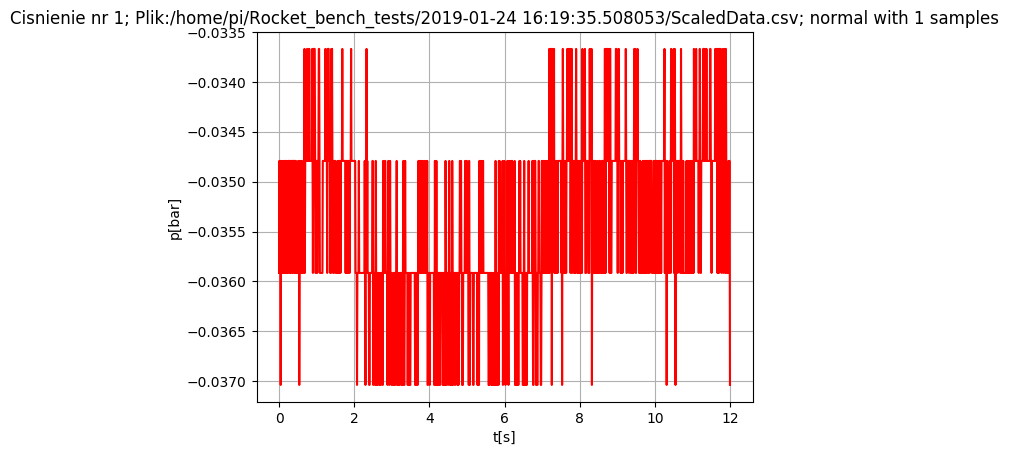 Cisnienie nr 1; Plik:/home/pi/Rocket_bench_tests/2019-01-24 16:19:35.508053/ScaledData.csv; normal with 1 samples
−0.0335
−0.0340
−0.0345
−0.0350
−0.0355
−0.0360
−0.0365
−0.0370
p[bar]
0 2 4 6 8 10 12
t[s]